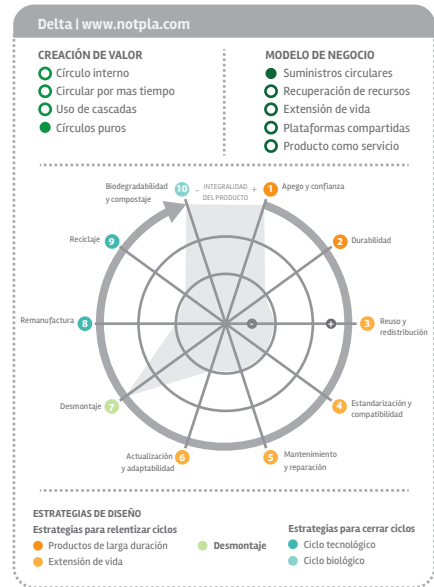 Delta | www.notpla.com
CREACIÓN DE VALOR
Círculo interno
Circular por mas tiempo
Uso de cascadas
Círculos puros
MODELO DE NEGOCIO
Suministros circulares
Recuperación de recursos
Extensión de vida
Plataformas compartidas
Producto como servicio
Biodegradabilidad
y compostaje
10
- INTEGRALIDAD +
DEL PRODUCTO
1
Apego y confianza
Reciclaje
9
2
Durabilidad
Remanufactura
8
-
+
3
Reuso y
redistribución
Desmontaje
7
4
Estandarización y
compatibilidad
Actualización
y adaptabilidad
6
5
Mantenimiento
y reparación
ESTRATEGIAS DE DISEÑO
Estrategias para relentizar ciclos
Productos de larga duración
Extensión de vida
Desmontaje
Estrategias para cerrar ciclos
Ciclo tecnológico
Ciclo biológico